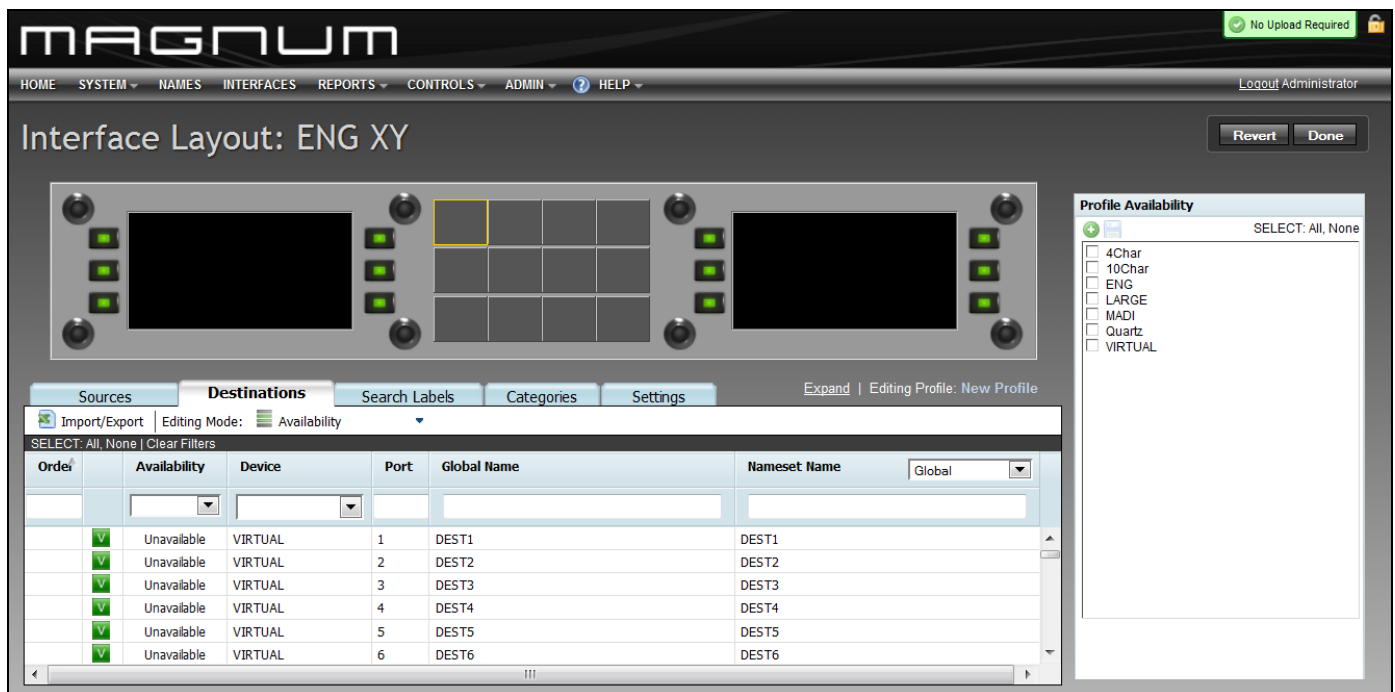 MAGNUM
No Upload Required
HOME SYSTEM NAMES INTERFACES REPORTS CONTROLS ADMIN ? HELP
Logout Administrator
Interface Layout: ENG XY
Revert Done
Profile Availability
SELECT: All, None
4Char
10Char
ENG
LARGE
MADI
Quartz
VIRTUAL
Sources Destinations Search Labels Categories Settings
Expand | Editing Profile: New Profile
Import/Export Editing Mode: Availability
SELECT: All, None | Clear Filters
Order Availability Device Port Global Name Nameset Name Global
V Unavailable VIRTUAL 1 DEST1 DEST1
V Unavailable VIRTUAL 2 DEST2 DEST2
V Unavailable VIRTUAL 3 DEST3 DEST3
V Unavailable VIRTUAL 4 DEST4 DEST4
V Unavailable VIRTUAL 5 DEST5 DEST5
V Unavailable VIRTUAL 6 DEST6 DEST6